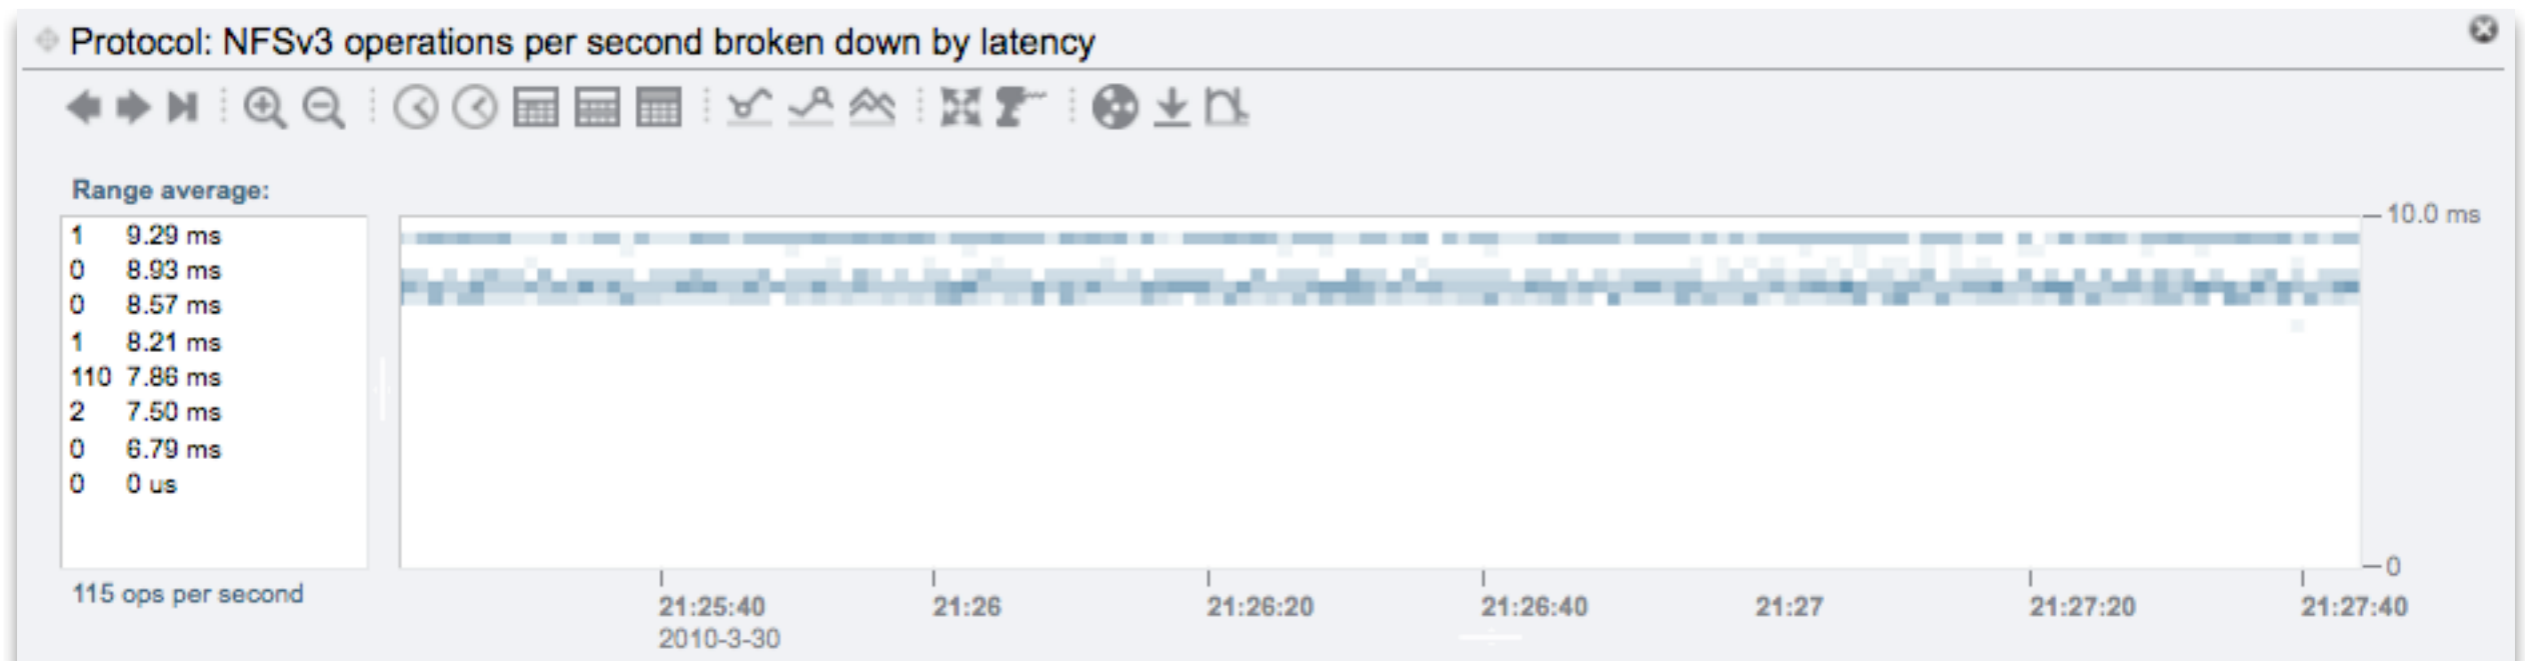 Protocol: NFSv3 operations per second broken down by latency
Range average:
1 9.29 ms
0 8.93 ms
0 8.57 ms
1 8.21 ms
110 7.86 ms
2 7.50 ms
0 6.79 ms
0 0 us
115 ops per second
10.0 ms
0
21:25:40 21:26 21:26:20 21:26:40 21:27 21:27:20 21:27:40
2010-3-30